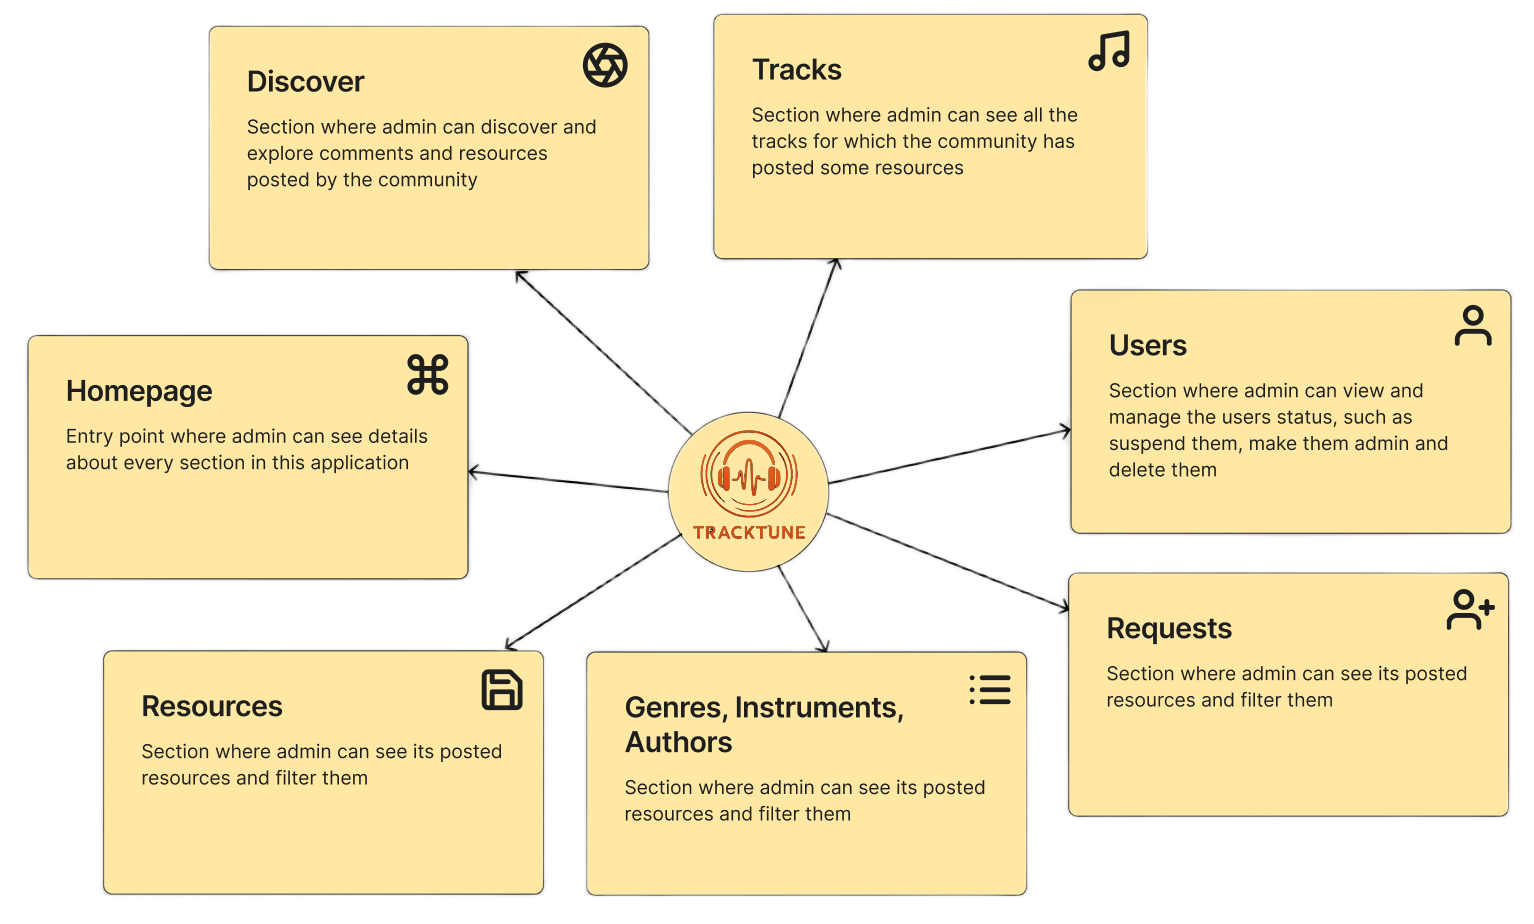 Discover
Section where admin can discover and
explore comments and resources
posted by the community
Tracks
Section where admin can see all the
tracks for which the community has
posted some resources
Homepage
Entry point where admin can see details
about every section in this application
TRACKTUNE
Users
Section where admin can view and
manage the users status, such as
suspend them, make them admin and
delete them
Requests
Section where admin can see its posted
resources and filter them
Resources
Section where admin can see its posted
resources and filter them
Genres, Instruments,
Authors
Section where admin can see its posted
resources and filter them